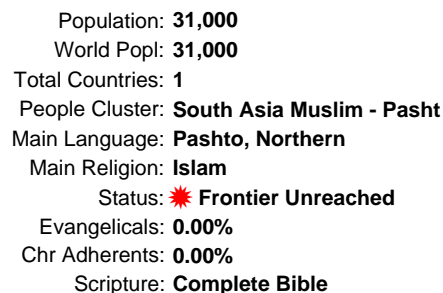 Population: 31,000
World Popl: 31,000
Total Countries: 1
People Cluster: South Asia Muslim - Pasht
Main Language: Pashto, Northern
Main Religion: Islam
Status: Frontier Unreached
Evangelicals: 0.00%
Chr Adherents: 0.00%
Scripture: Complete Bible